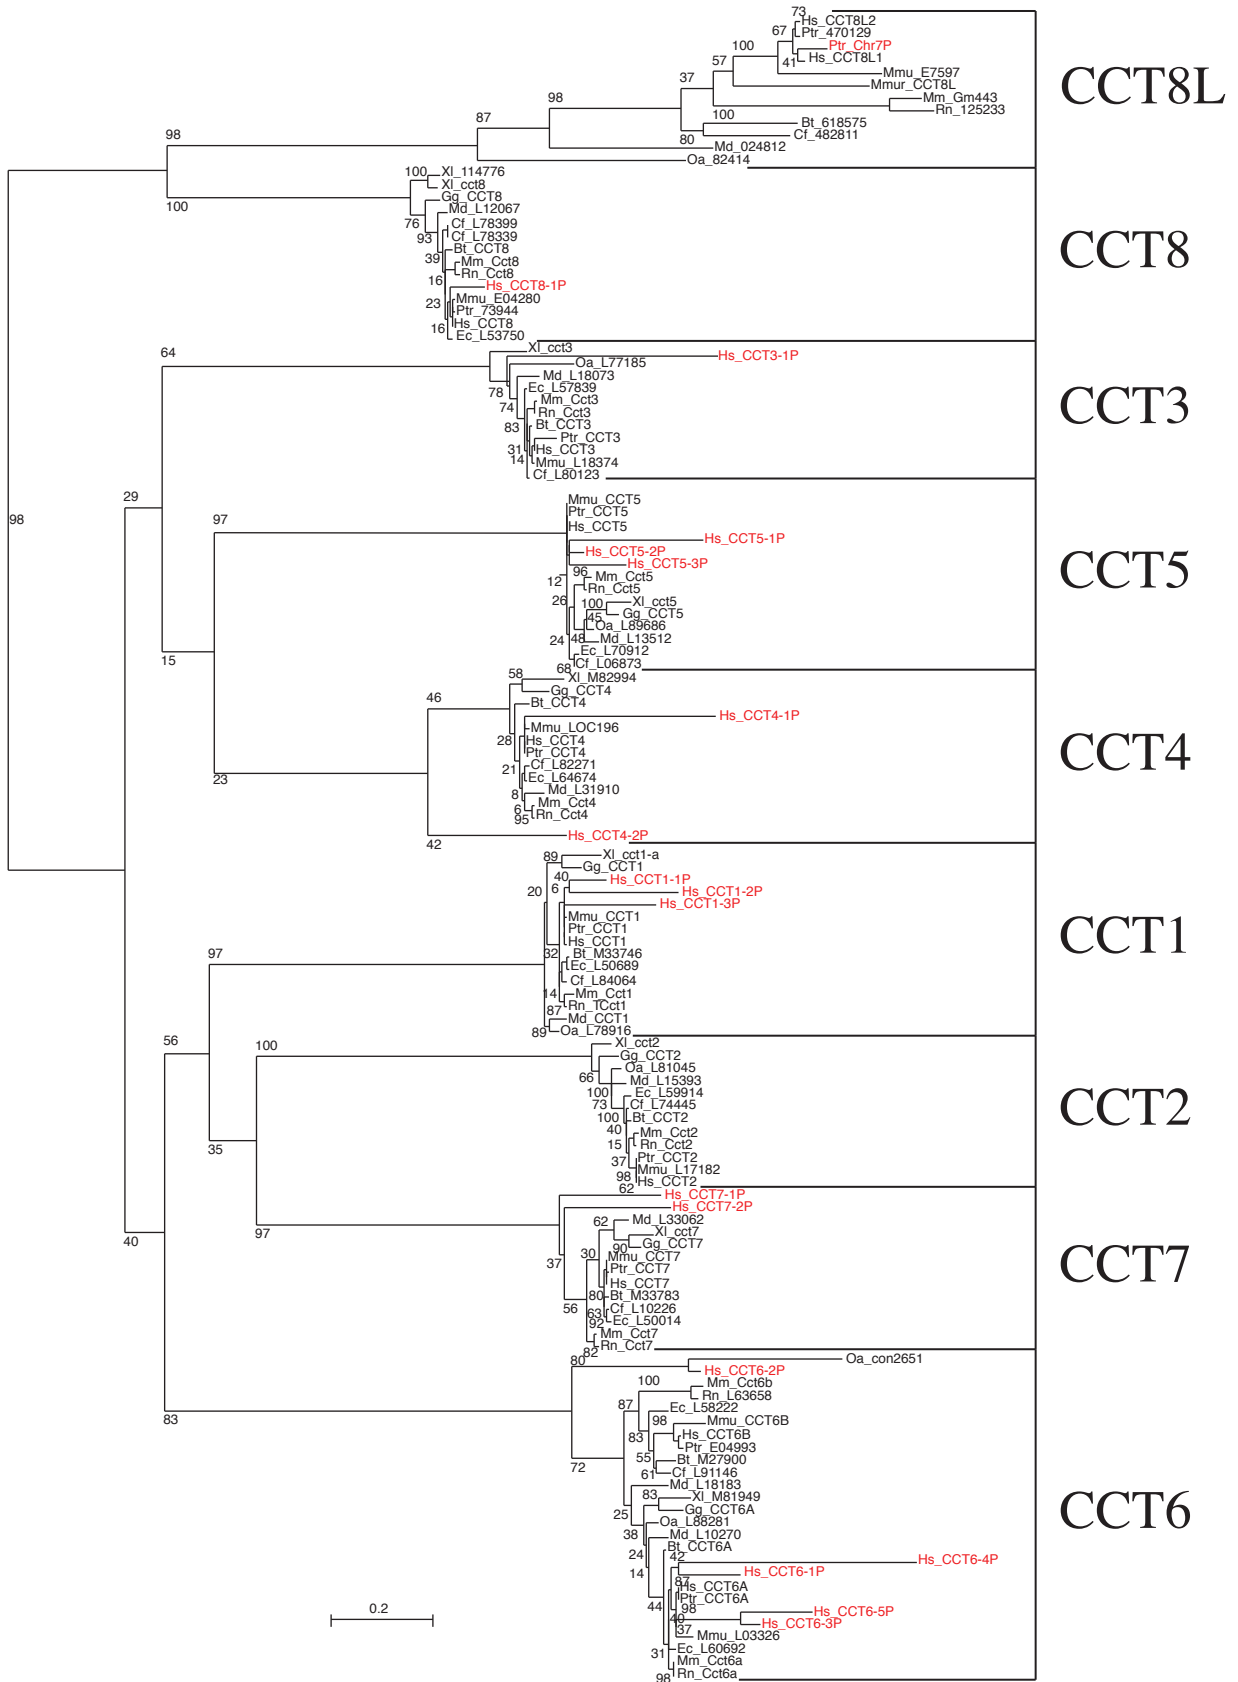 73
Hs_CCT8L2
67
Ptr_470129
Ptr_Chr7P
100
41
Hs_CCT8L1
57
Mmu_E7597
37
Mmur_CCT8L
CCT8L
98
Mm_Gm443
Rn_125233
87
100
Bt_618575
98
80
Cf_482811
Md_024812
Oa_82414
100
Xl_114776
Xl_cct8
100
Gg_CCT8
76
Md_L12067
93
Cf_L78399
Cf_L78339
39
Bt_CCT8
CCT8
Mm_Cct8
16
Rn_Cct8
Hs_CCT8-1P
23
Mmu_E04280
Ptr_73944
16
Hs_CCT8
Ec_L53750
64
Xl_cct3
Hs_CCT3-1P
Oa_L77185
78
Md_L18073
Ec_L57839
74
Mm_Cct3
CCT3
Rn_Cct3
83
Bt_CCT3
Ptr_CCT3
31
Hs_CCT3
14
Mmu_L18374
Cf_L80123
29
98
97
Mmu_CCT5
Ptr_CCT5
Hs_CCT5
Hs_CCT5-1P
Hs_CCT5-2P
Hs_CCT5-3P
CCT5
12
96
Mm_Cct5
Rn_Cct5
26
100
Xl_cct5
45
Gg_CCT5
Oa_L89686
24
48
Md_L13512
Ec_L70912
15
68
Cf_L06873
58
Xl_M82994
Gg_CCT4
46
Bt_CCT4
Hs_CCT4-1P
Mmu_LOC196
28
Hs_CCT4
Ptr_CCT4
CCT4
21
Cf_L82271
23
Ec_L64674
8
Md_L31910
6
Mm_Cct4
95
Rn_Cct4
42
Hs_CCT4-2P
89
Xl_cct1-a
Gg_CCT1
40
Hs_CCT1-1P
20
6
Hs_CCT1-2P
Hs_CCT1-3P
Mmu_CCT1
Ptr_CCT1
CCT1
Hs_CCT1
97
32
Bt_M33746
Ec_L50689
Cf_L84064
14
Mm_Cct1
Rn_TCct1
87
Md_CCT1
89
Oa_L78916
56
100
Xl_cct2
Gg_CCT2
66
Oa_L81045
Md_L15393
100
Ec_L59914
73
Cf_L74445
100
Bt_CCT2
CCT2
40
Mm_Cct2
35
15
Rn_Cct2
37
Ptr_CCT2
Mmu_L17182
98
Hs_CCT2
62
Hs_CCT7-1P
Hs_CCT7-2P
97
62
Md_L33062
Xl_cct7
40
90
Gg_CCT7
37
30
Mmu_CCT7
Ptr_CCT7
CCT7
Hs_CCT7
80
Bt_M33783
56
63
Cf_L10226
92
Ec_L50014
Mm_Cct7
82
Rn_Cct7
80
Oa_con2651
Hs_CCT6-2P
100
Mm_Cct6b
Rn_L63658
83
87
Ec_L58222
98
Mmu_CCT6B
83
Hs_CCT6B
Ptr_E04993
72
55
Bt_M27900
61
Cf_L91146
Md_L18183
83
Xl_M81949
25
Gg_CCT6A
CCT6
38
Oa_L88281
Md_L10270
24
Bt_CCT6A
42
Hs_CCT6-4P
14
Hs_CCT6-1P
87
Hs_CCT6A
Ptr_CCT6A
44
98
Hs_CCT6-5P
0.2
40
Hs_CCT6-3P
37
Mmu_L03326
31
Ec_L60692
Mm_Cct6a
98
Rn_Cct6a